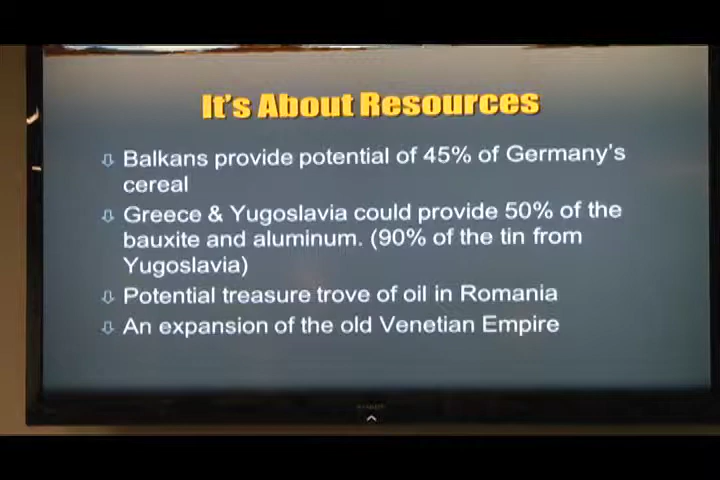 It's About Resources
Balkans provide potential of 45% of Germany's
cereal
Greece & Yugoslavia could provide 50% of the
bauxite and aluminum. (90% of the tin from
Yugoslavia)
Potential treasure trove of oil in Romania
An expansion of the old Venetian Empire